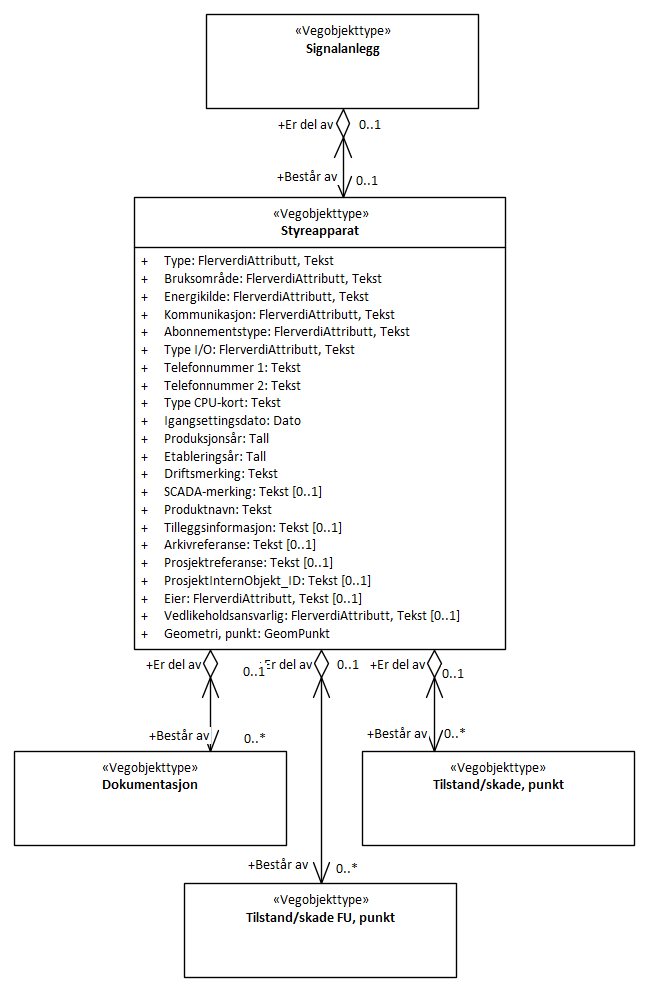 «Vegobjekttype»
Signalanlegg
+Er del av 0..1
+Består av 0..1
«Vegobjekttype»
Styreapparat
+ Type: FlerverdiAttributt, Tekst
+ Bruksområde: FlerverdiAttributt, Tekst
+ Energikilde: FlerverdiAttributt, Tekst
+ Kommunikasjon: FlerverdiAttributt, Tekst
+ Abonnementstype: FlerverdiAttributt, Tekst
+ Type I/O: FlerverdiAttributt, Tekst
+ Telefonnummer 1: Tekst
+ Telefonnummer 2: Tekst
+ Type CPU-kort: Tekst
+ Igangsettingsdato: Dato
+ Produksjonsår: Tall
+ Etableringsår: Tall
+ Driftsmerking: Tekst
+ SCADA-merking: Tekst [0..1]
+ Produktnavn: Tekst
+ Tilleggsinformasjon: Tekst [0..1]
+ Arkivreferanse: Tekst [0..1]
+ Prosjektreferanse: Tekst [0..1]
+ ProsjektInternObjekt_ID: Tekst [0..1]
+ Eier: FlerverdiAttributt, Tekst [0..1]
+ Vedlikeholdsansvarlig: FlerverdiAttributt, Tekst [0..1]
+ Geometri, punkt: GeomPunkt
+Er del av 0..1 Er del av 0..1 +Er del av 0..1
+Består av 0..* +Består av 0..*
«Vegobjekttype»
Dokumentasjon
«Vegobjekttype»
Tilstand/skade, punkt
+Består av 0..*
«Vegobjekttype»
Tilstand/skade FU, punkt